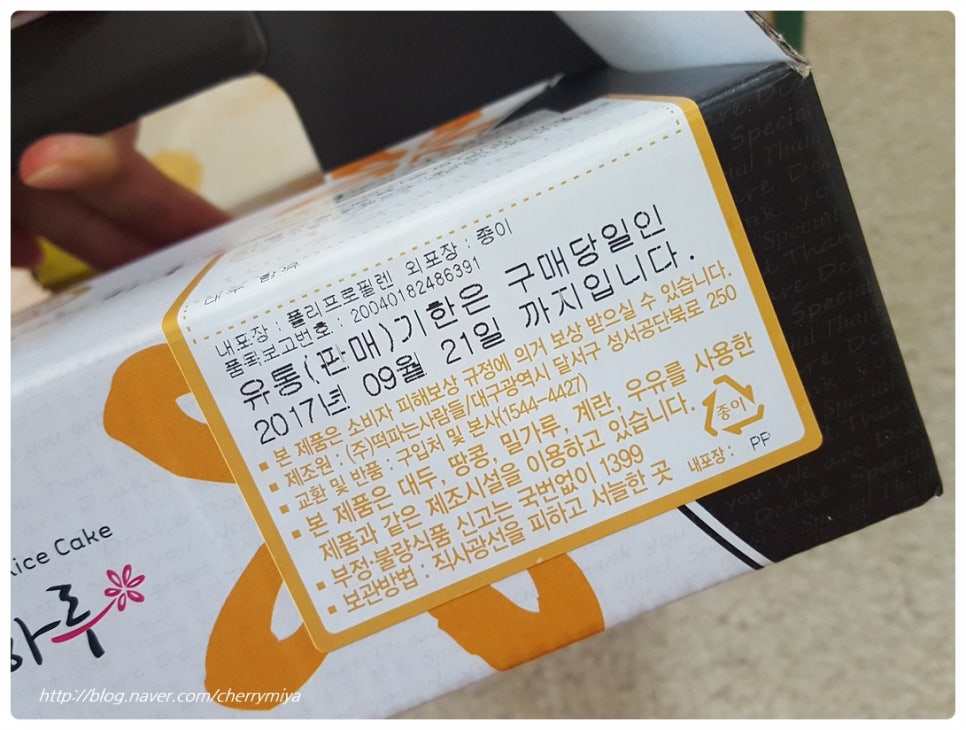 내포장 : 폴리프로필렌 외포장 : 종이
품목보고번호 : 20040182486391
유통(판매)기한은 구매당일인
2017년 09월 21일 까지입니다.
■ 본 제품은 소비자 피해보상 규정에 의거 보상 받으실 수 있습니다.
■ 제조원 : (주)떡파는사람들/대구광역시 달서구 성서공단북로 250
■ 교환 및 반품 : 구입처 및 본사(1544-4427)
■ 본 제품은 대두, 땅콩, 밀가루, 계란, 우유를 사용한
제품과 같은 제조시설을 이용하고 있습니다.
■ 부정·불량식품 신고는 국번없이 1399
■ 보관방법 : 직사광선을 피하고 서늘한 곳
종이
내포장 : PP
Rice Cake
하루
http://blog.naver.com/cherrymiya